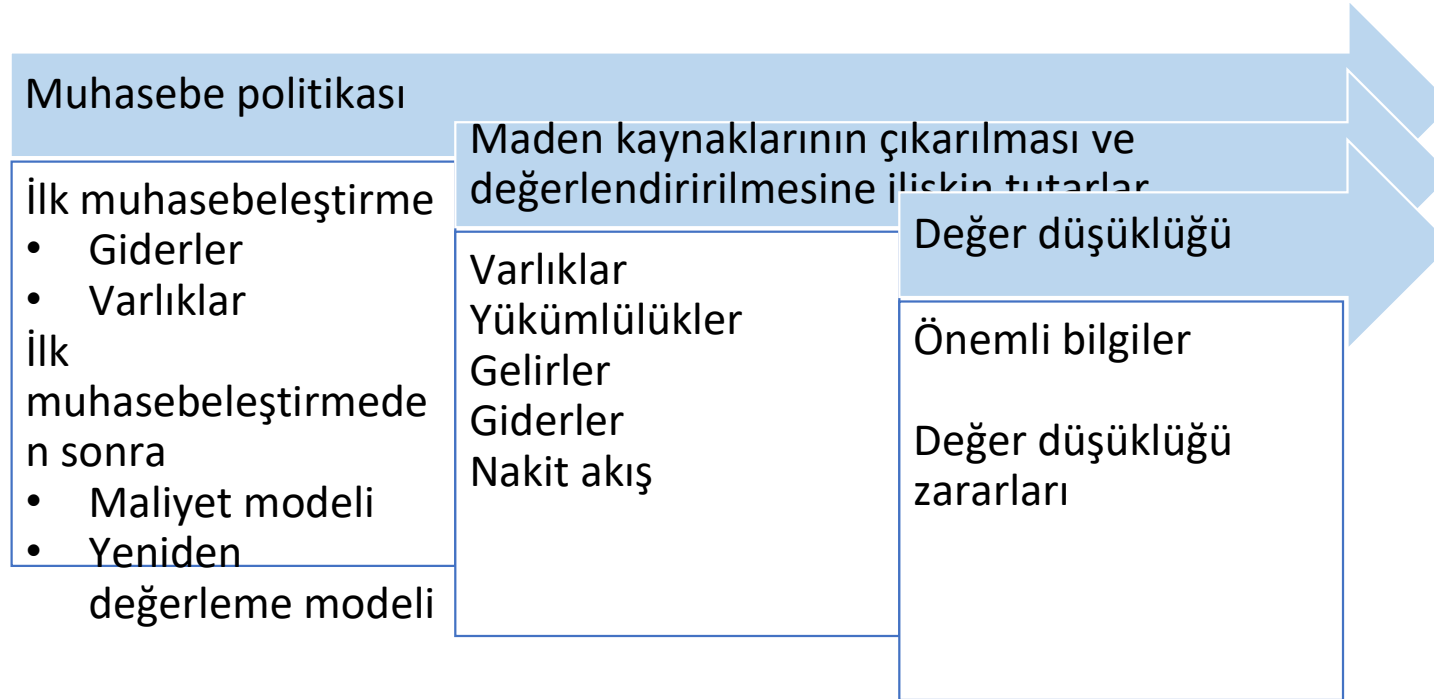 Muhasebe politikası
İlk muhasebeleştirme
• Giderler
• Varlıklar
İlk
muhasebeleştirmede
n sonra
• Maliyet modeli
• Yeniden
değerleme modeli
Maden kaynaklarının çıkarılması ve
değerlendiririlmesine ilişkin tutarlar
Varlıklar
Yükümlülükler
Gelirler
Giderler
Nakit akış
Değer düşüklüğü
Önemli bilgiler
Değer düşüklüğü
zararları